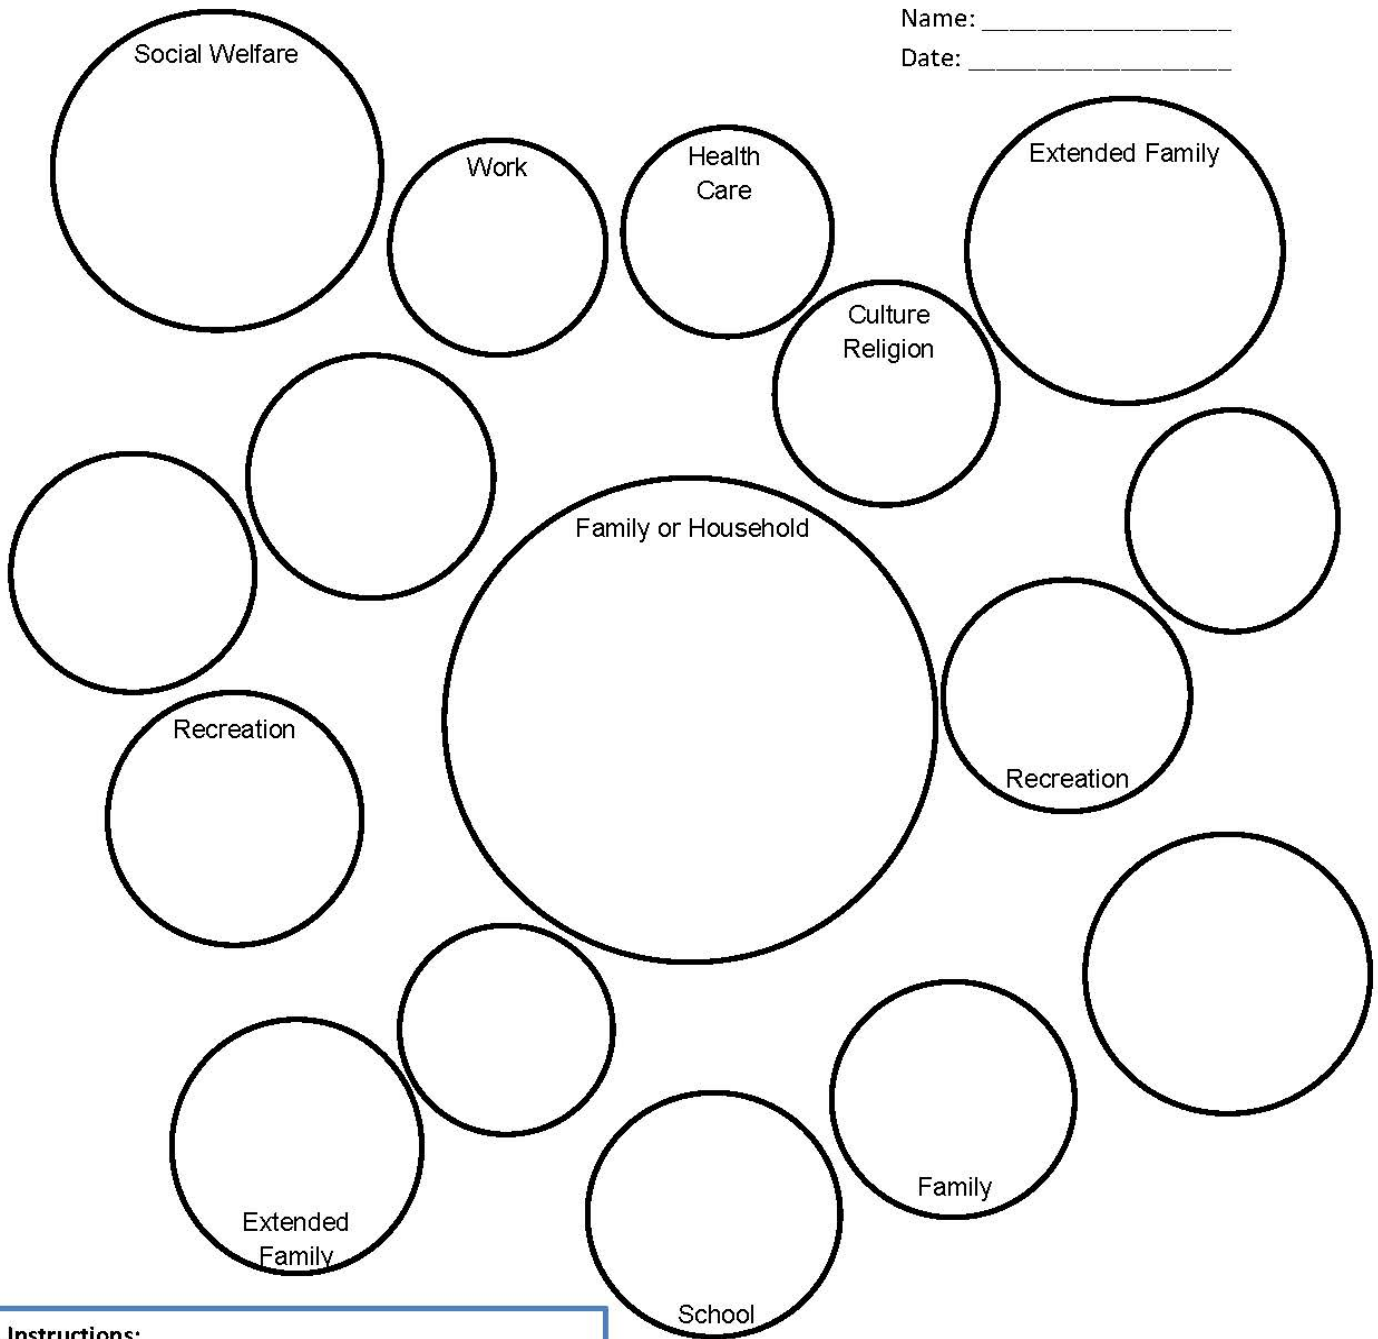 Name: ___________________
Date: ____________________
Social Welfare
Work
Health
Care
Extended Family
Culture
Religion
Family or Household
Recreation
Recreation
Family
Extended
Family
School
Instructions: